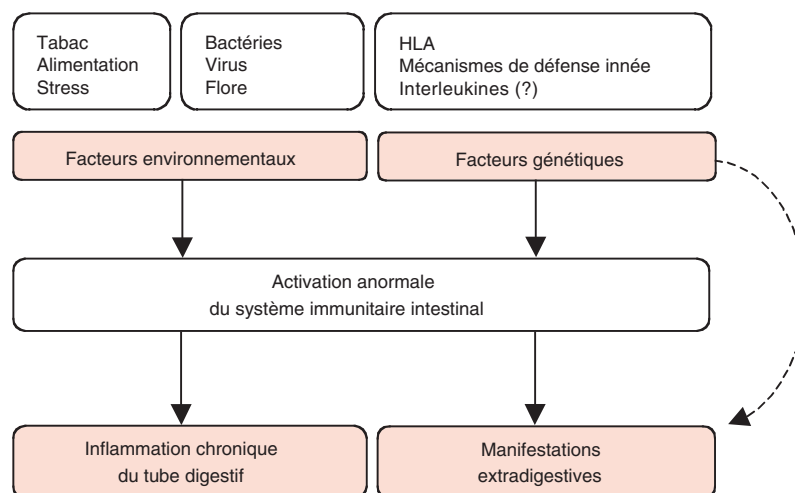 Tabac
Alimentation
Stress
Bactéries
Virus
Flore
HLA
Mécanismes de défense innée
Interleukines (?)
Facteurs environnementaux
Facteurs génétiques
Activation anormale
du système immunitaire intestinal
Inflammation chronique
du tube digestif
Manifestations
extradigestives